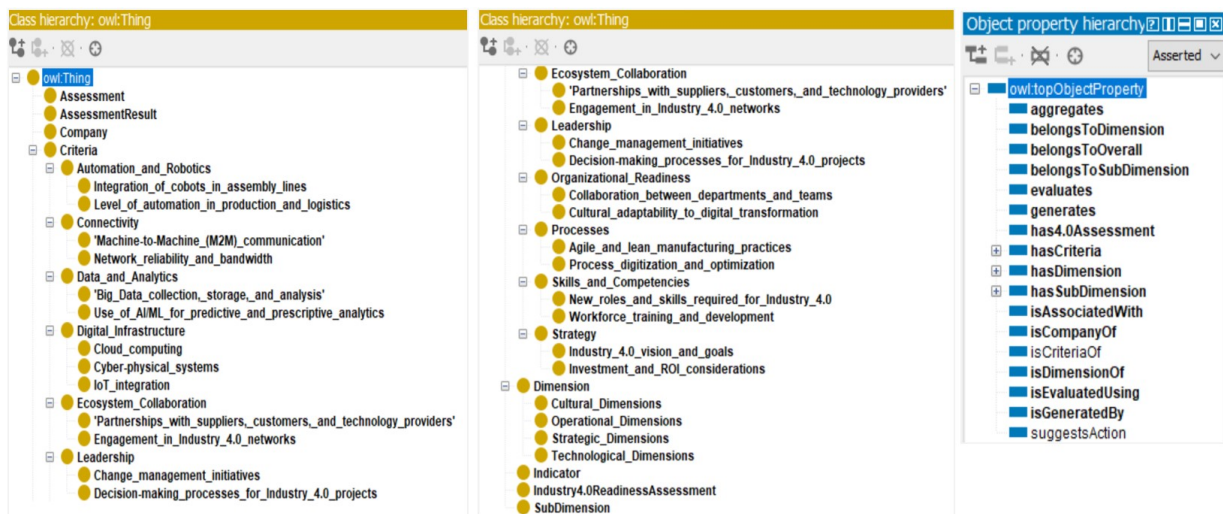 Class hierarchy: owl:Thing
owl:Thing
Assessment
AssessmentResult
Company
Criteria
Automation_and_Robotics
Integration_of_cobots_in_assembly_lines
Level_of_automation_in_production_and_logistics
Connectivity
'Machine-to-Machine_(M2M)_communication'
Network_reliability_and_bandwidth
Data_and_Analytics
'Big_Data_collection,_storage,_and_analysis'
Use_of_AI/ML_for_predictive_and_prescriptive_analytics
Digital_Infrastructure
Cloud_computing
Cyber-physical_systems
IoT_integration
Ecosystem_Collaboration
'Partnerships_with_suppliers,_customers,_and_technology_providers'
Engagement_in_Industry_4.0_networks
Leadership
Change_management_initiatives
Decision-making_processes_for_Industry_4.0_projects
Class hierarchy: owl:Thing
Ecosystem_Collaboration
'Partnerships_with_suppliers,_customers,_and_technology_providers'
Engagement_in_Industry_4.0_networks
Leadership
Change_management_initiatives
Decision-making_processes_for_Industry_4.0_projects
Organizational_Readiness
Collaboration_between_departments_and_teams
Cultural_adaptability_to_digital_transformation
Processes
Agile_and_lean_manufacturing_practices
Process_digitization_and_optimization
Skills_and_Competencies
New_roles_and_skills_required_for_Industry_4.0
Workforce_training_and_development
Strategy
Industry_4.0_vision_and_goals
Investment_and_ROI_considerations
Dimension
Cultural_Dimensions
Operational_Dimensions
Strategic_Dimensions
Technological_Dimensions
Indicator
Industry4.0ReadinessAssessment
SubDimension
Object property hierarchy
Asserted
owl:topObjectProperty
aggregates
belongsToDimension
belongsToOverall
belongsToSubDimension
evaluates
generates
has4.0Assessment
hasCriteria
hasDimension
hasSubDimension
isAssociatedWith
isCompanyOf
isCriteriaOf
isDimensionOf
isEvaluatedUsing
isGeneratedBy
suggestsAction